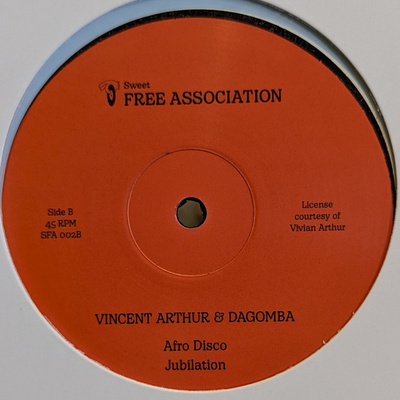 Sweet
FREE ASSOCIATION
Side B
45 RPM
SFA 002B
License
courtesy of
Vivian Arthur
VINCENT ARTHUR & DAGOMBA
Afro Disco
Jubilation